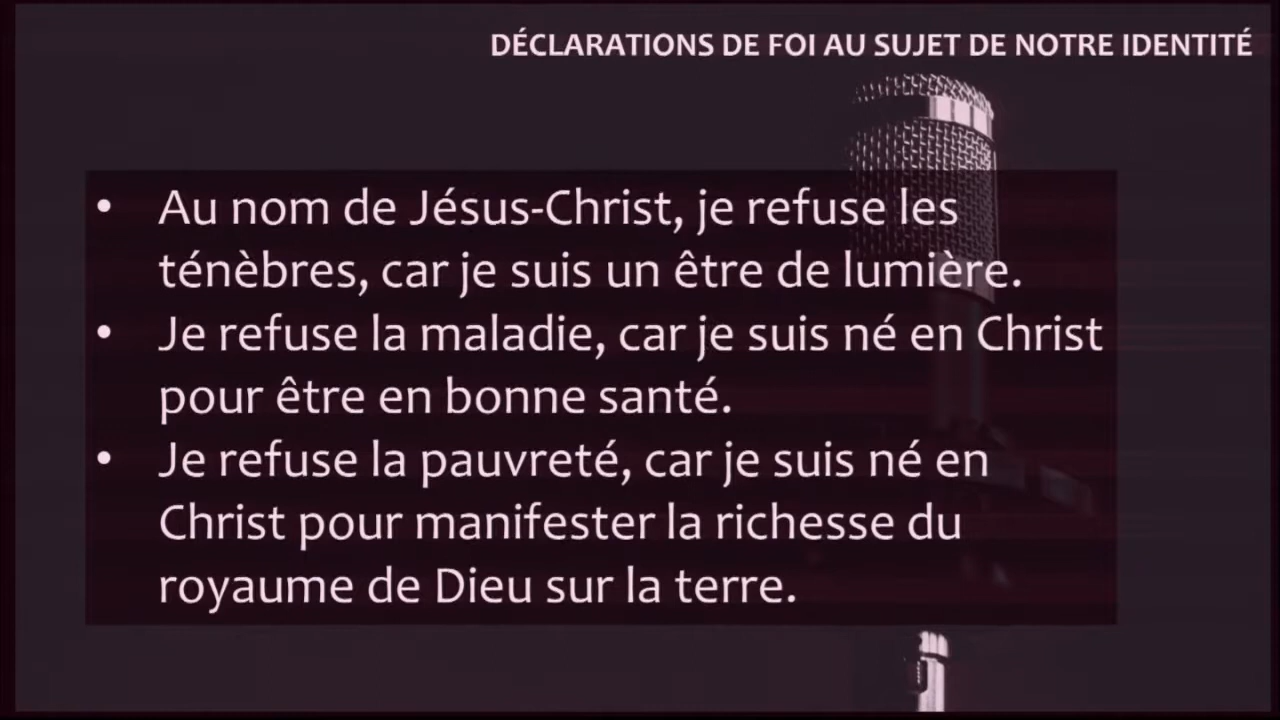 DÉCLARATIONS DE FOI AU SUJET DE NOTRE IDENTITÉ
• Au nom de Jésus-Christ, je refuse les
ténèbres, car je suis un être de lumière.
• Je refuse la maladie, car je suis né en Christ
pour être en bonne santé.
• Je refuse la pauvreté, car je suis né en
Christ pour manifester la richesse du
royaume de Dieu sur la terre.